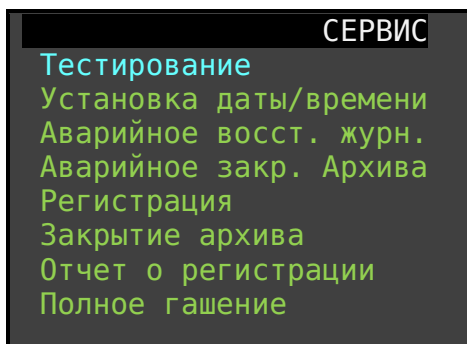 СЕРВИС
Тестирование
Установка даты/времени
Аварийное восст. журн.
Аварийное закр. Архива
Регистрация
Закрытие архива
Отчет о регистрации
Полное гашение